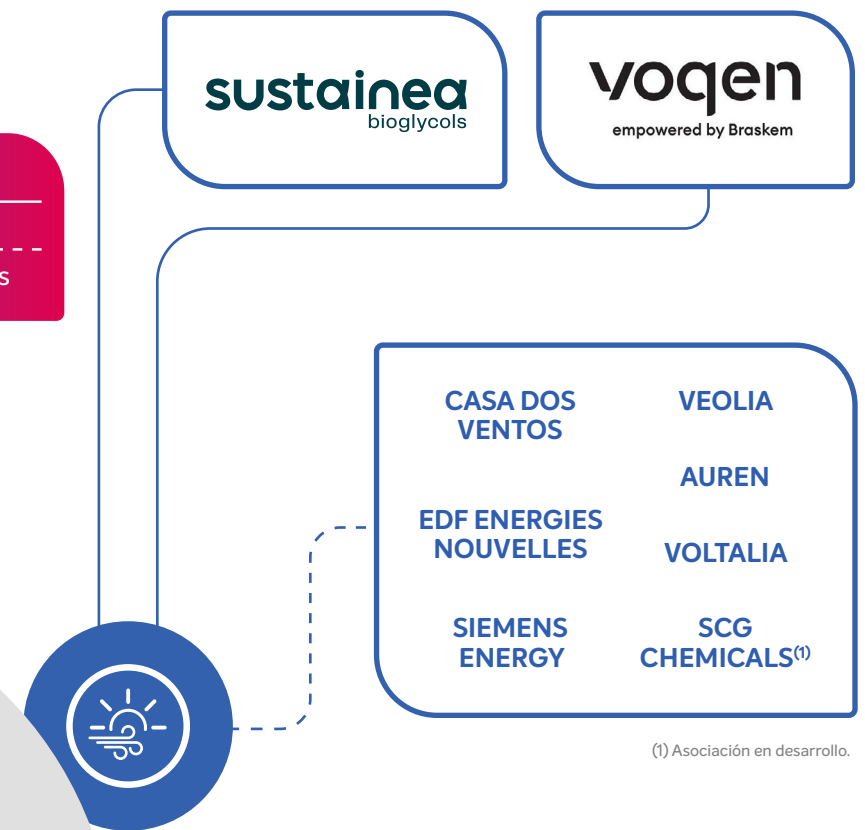 sustainea
bioglycols
voqen
empowered by Braskem
s
CASA DOS
VENTOS
EDF ENERGIES
NOUVELLES
SIEMENS
ENERGY
VEOLIA
AUREN
VOLTALIA
SCG
CHEMICALS(1)
(1) Asociación en desarrollo.